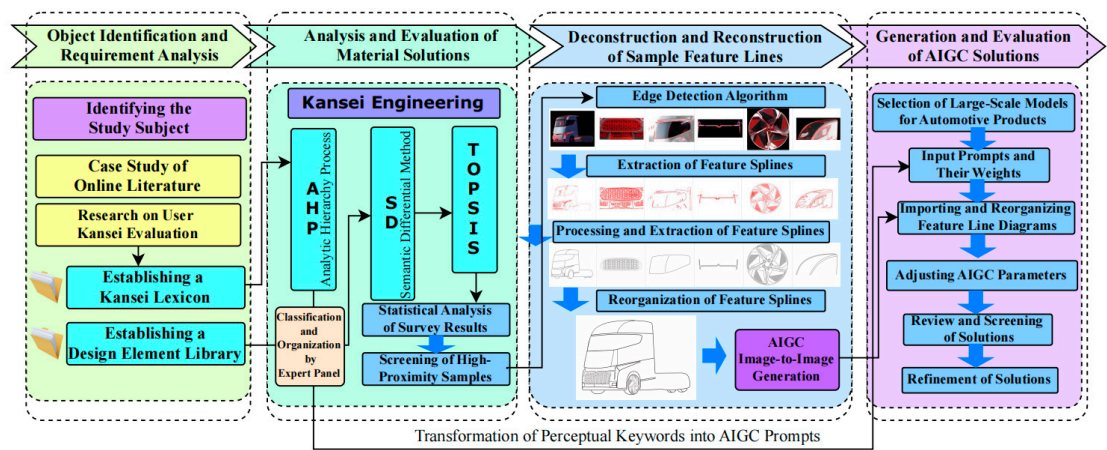 Object Identification and
Requirement Analysis
Analysis and Evaluation of
Material Solutions
Deconstruction and Reconstruction
of Sample Feature Lines
Generation and Evaluation
of AIGC Solutions
Identifying the
Study Subject
Case Study of
Online Literature
Research on User
Kansei Evaluation
Establishing a
Kansei Lexicon
Establishing a
Design Element Library
Kansei Engineering
AHP
Analytic Hierarchy Process
Classification
and
Organization
by
Expert Panel
SD
Semantic Differential Method
TOPSIS
Statistical Analysis
of Survey Results
Screening of High-
Proximity Samples
Edge Detection Algorithm
Extraction of Feature Splines
Processing and Extraction of Feature Splines
Reorganization of Feature Splines
AIGC
Image-to-Image
Generation
Selection of Large-Scale Models
for Automotive Products
Input Prompts and
Their Weights
Importing and Reorganizing
Feature Line Diagrams
Adjusting AIGC Parameters
Review and Screening
of Solutions
Refinement of Solutions
Transformation of Perceptual Keywords into AIGC Prompts